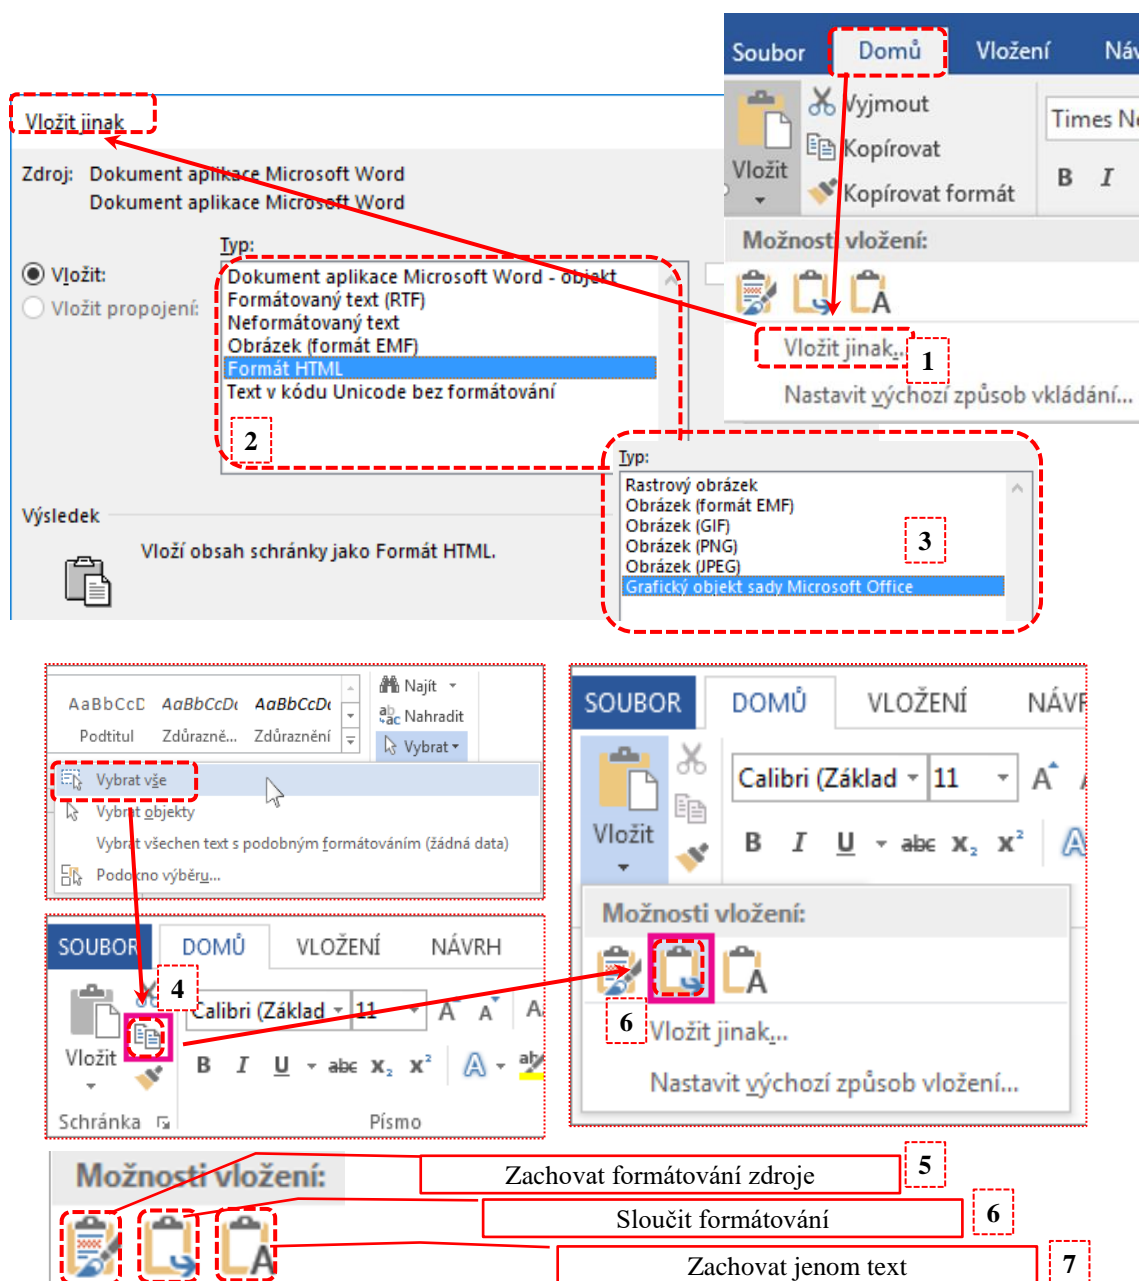 Soubor Domů Vložení Náv
Vyjmout
Kopírovat
Kopírovat formát
Vložit
Times Ne
B I
Možnosti vložení:
Vložit jinak...
1
Nastavit výchozí způsob vkládání...
Vložit jinak
Zdroj: Dokument aplikace Microsoft Word
Dokument aplikace Microsoft Word
Typ:
Vložit:
Vložit propojení:
Dokument aplikace Microsoft Word - objekt
Formátovaný text (RTF)
Neformátovaný text
Obrázek (formát EMF)
Formát HTML
Text v kódu Unicode bez formátování
2
Výsledek
Vloží obsah schránky jako Formát HTML.
Typ:
Rastrový obrázek
Obrázek (formát EMF)
Obrázek (GIF)
Obrázek (PNG)
Obrázek (JPEG)
Grafický objekt sady Microsoft Office
3
AaBbCcD AaBbCcDc AaBbCcDc
Podtitul Zdůrazně... Zdůraznění
Najít
Nahradit
Vybrat
Vybrat vše
Vybrat objekty
Vybrat všechen text s podobným formátováním (žádná data)
Podokno výběru...
SOUBOR DOMŮ VLOŽENÍ NÁVRH
4
Vložit
Calibri (Základ 11 A A A
B I U abc x₂ x² A ab
Schránka Písmo
SOUBOR DOMŮ VLOŽENÍ NÁVR
Vložit
Calibri (Základ 11 A
B I U abc x₂ x² A
Možnosti vložení:
6
Vložit jinak...
Nastavit výchozí způsob vložení...
Možnosti vložení:
Zachovat formátování zdroje 5
Sloučit formátování 6
Zachovat jenom text 7